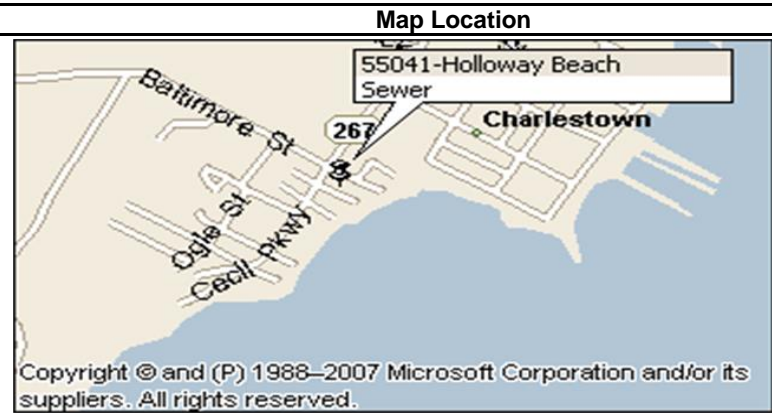 Map Location
55041-Holloway Beach
Sewer
Baltimore St
267
Charlestown
Ogle St
Cecil Pkwy
Copyright © and (P) 1988–2007 Microsoft Corporation and/or its
suppliers. All rights reserved.